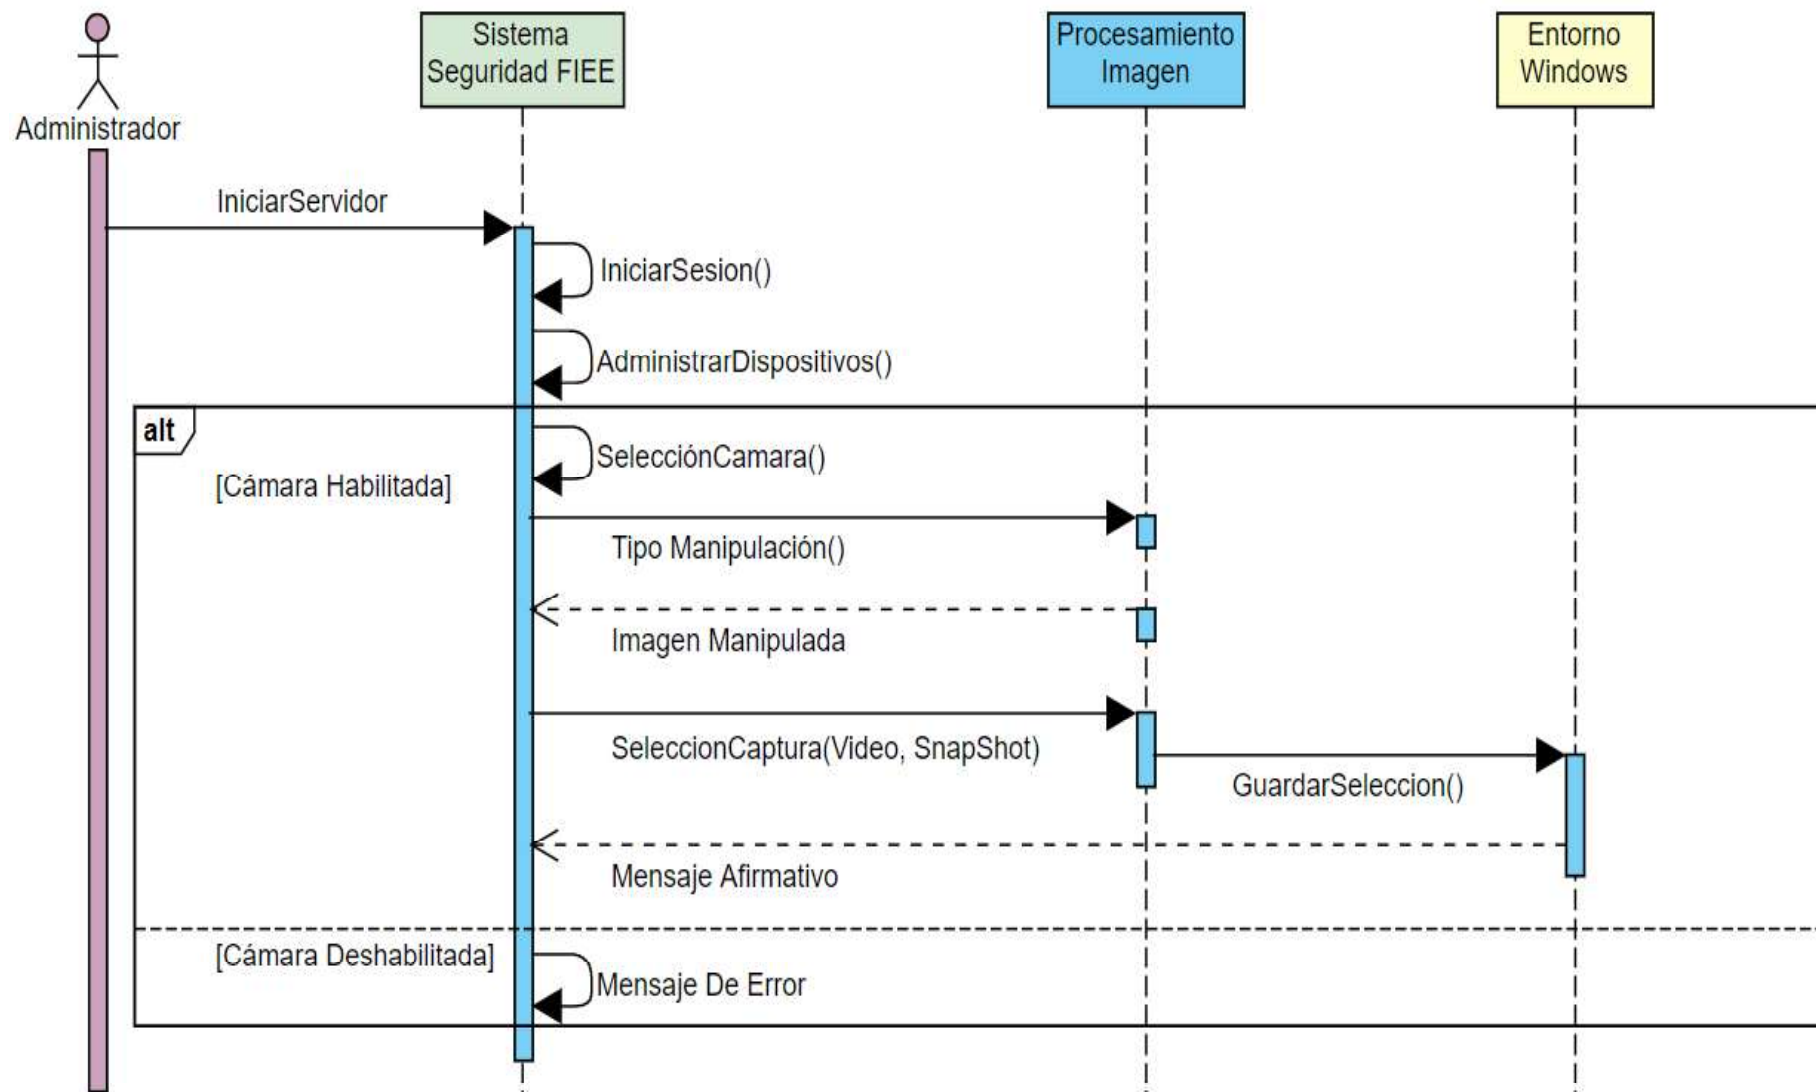 Sistema
Seguridad FIEE
Procesamiento
Imagen
Entorno
Windows
Administrador
IniciarServidor
IniciarSesion()
AdministrarDispositivos()
alt
SelecciónCamara()
[Cámara Habilitada]
Tipo Manipulación()
Imagen Manipulada
SeleccionCaptura(Video, SnapShot)
GuardarSeleccion()
Mensaje Afirmativo
[Cámara Deshabilitada]
Mensaje De Error